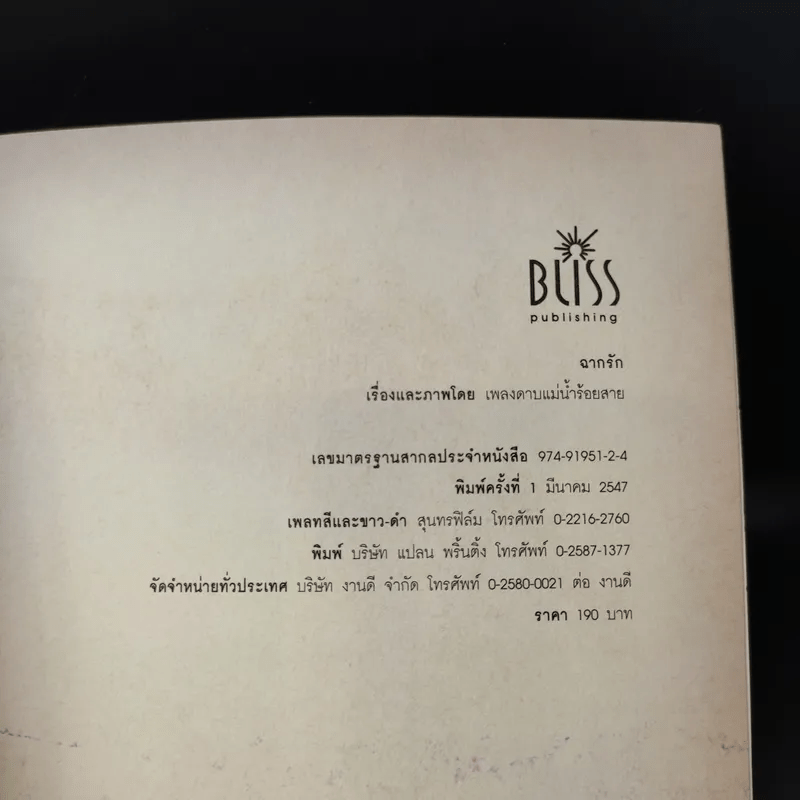 BLISS
publishing
ฉากรัก
เรื่องและภาพโดย เพลงดาบแม่น้ำร้อยสาย
เลขมาตรฐานสากลประจำหนังสือ 974-91951-2-4
พิมพ์ครั้งที่ 1 มีนาคม 2547
เพลทสีและขาว-ดำ สุนทรฟิล์ม โทรศัพท์ 0-2216-2760
พิมพ์ บริษัท แปลน พริ้นติ้ง โทรศัพท์ 0-2587-1377
จัดจำหน่ายทั่วประเทศ บริษัท งานดี จำกัด โทรศัพท์ 0-2580-0021 ต่อ งานดี
ราคา 190 บาท